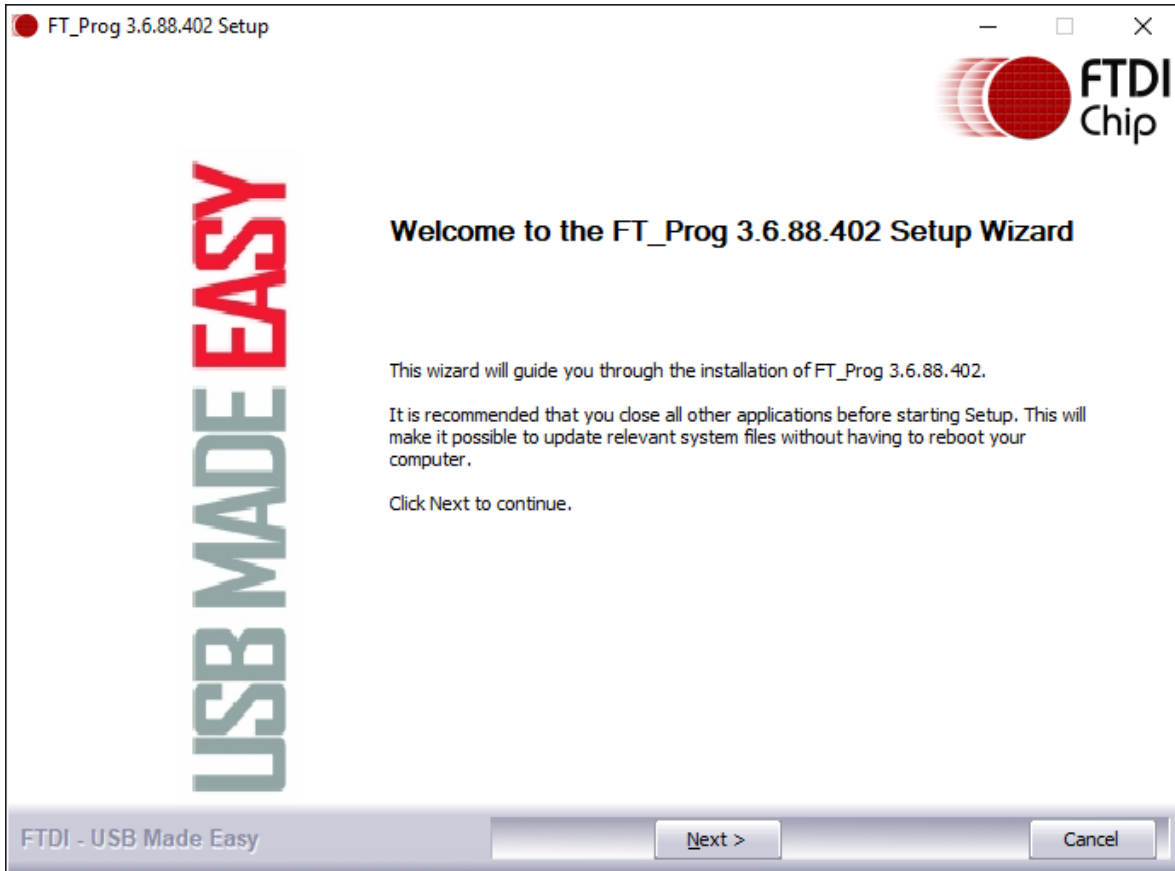 FT_Prog 3.6.88.402 Setup
FTDI
Chip
USB MADE EASY
Welcome to the FT_Prog 3.6.88.402 Setup Wizard
This wizard will guide you through the installation of FT_Prog 3.6.88.402.
It is recommended that you close all other applications before starting Setup. This will
make it possible to update relevant system files without having to reboot your
computer.
Click Next to continue.
FTDI - USB Made Easy
Next >
Cancel